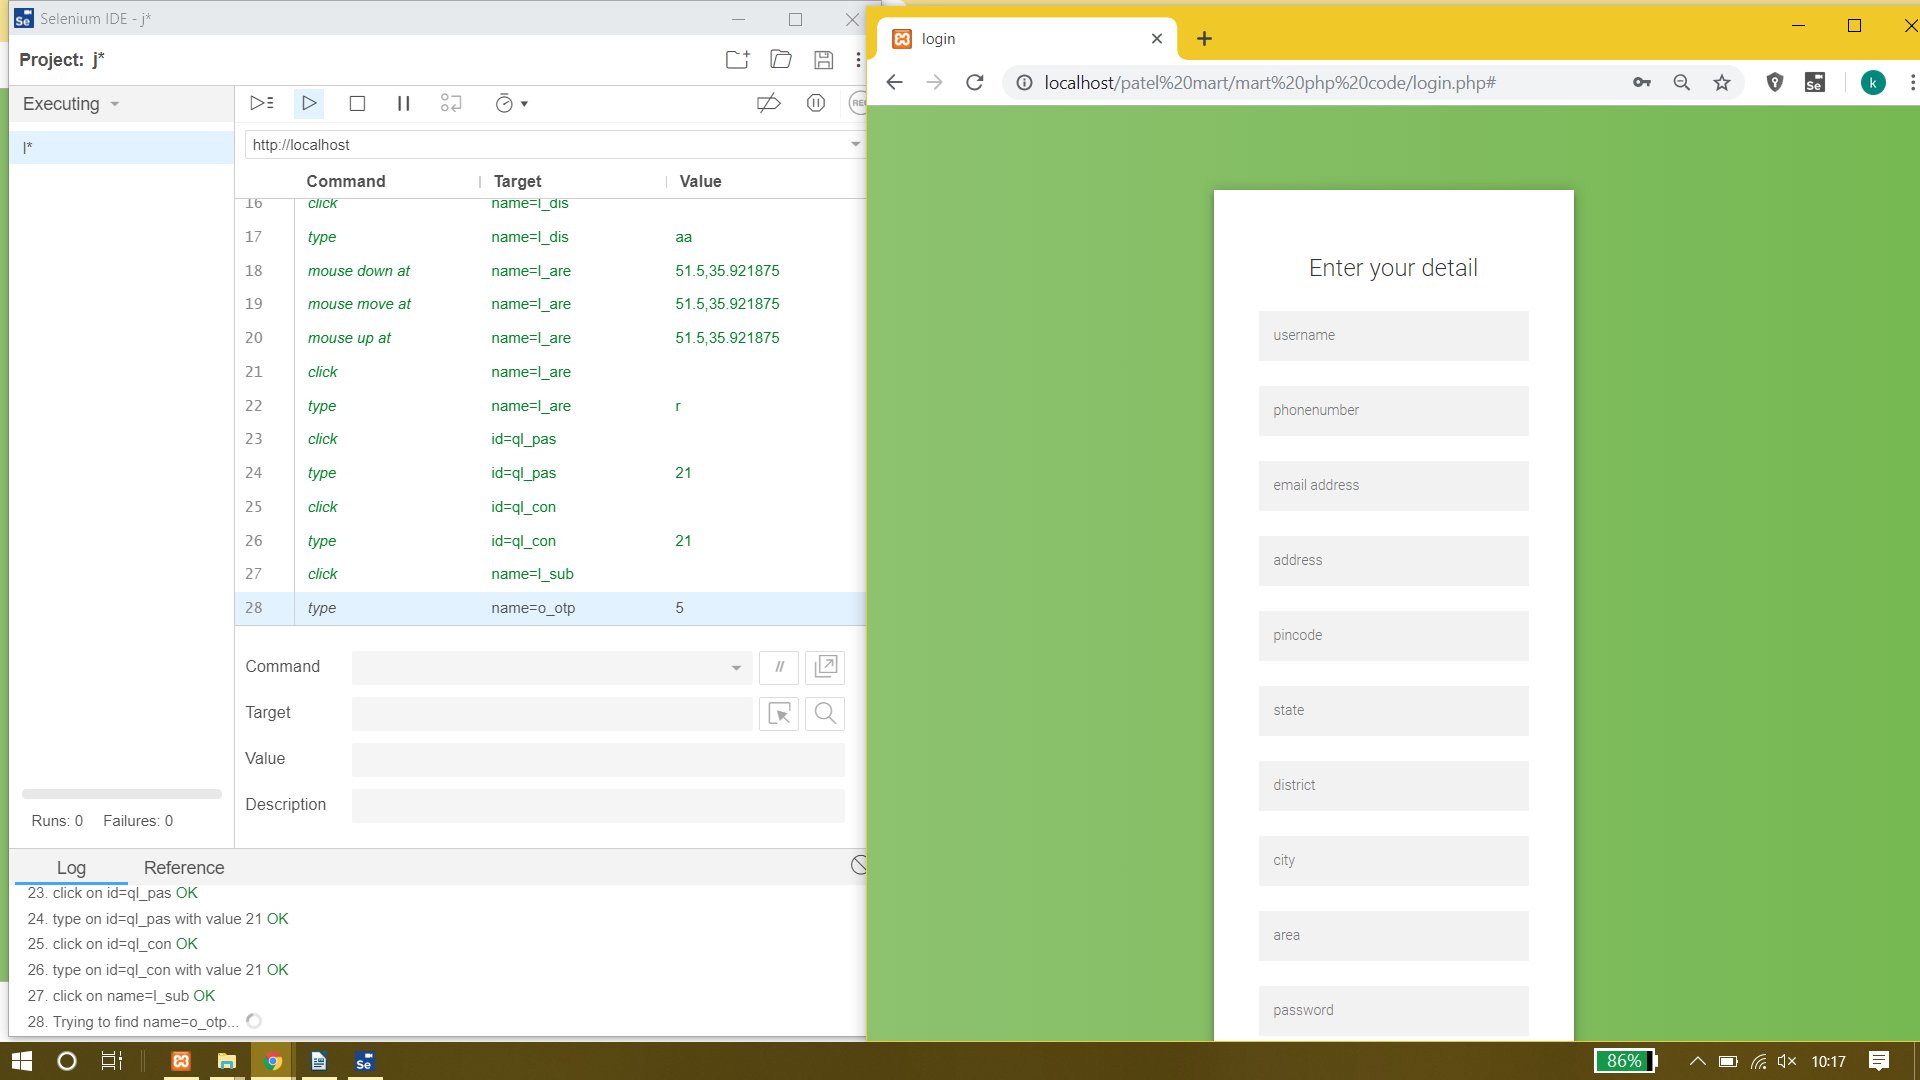 Selenium IDE - j*
Project: j*
Executing
l*
http://localhost
Command Target Value
16 click name=l_dis
17 type name=l_dis aa
18 mouse down at name=l_are 51.5,35.921875
19 mouse move at name=l_are 51.5,35.921875
20 mouse up at name=l_are 51.5,35.921875
21 click name=l_are
22 type name=l_are r
23 click id=ql_pas
24 type id=ql_pas 21
25 click id=ql_con
26 type id=ql_con 21
27 click name=l_sub
28 type name=o_otp 5
Command //
Target
Value
Description
Runs: 0 Failures: 0
Log Reference
23. click on id=ql_pas OK
24. type on id=ql_pas with value 21 OK
25. click on id=ql_con OK
26. type on id=ql_con with value 21 OK
27. click on name=l_sub OK
28. Trying to find name=o_otp...
login
localhost/patel%20mart/mart%20php%20code/login.php#
Se
k
Enter your detail
username
phonenumber
email address
address
pincode
state
district
city
area
password
Se
86%
10:17